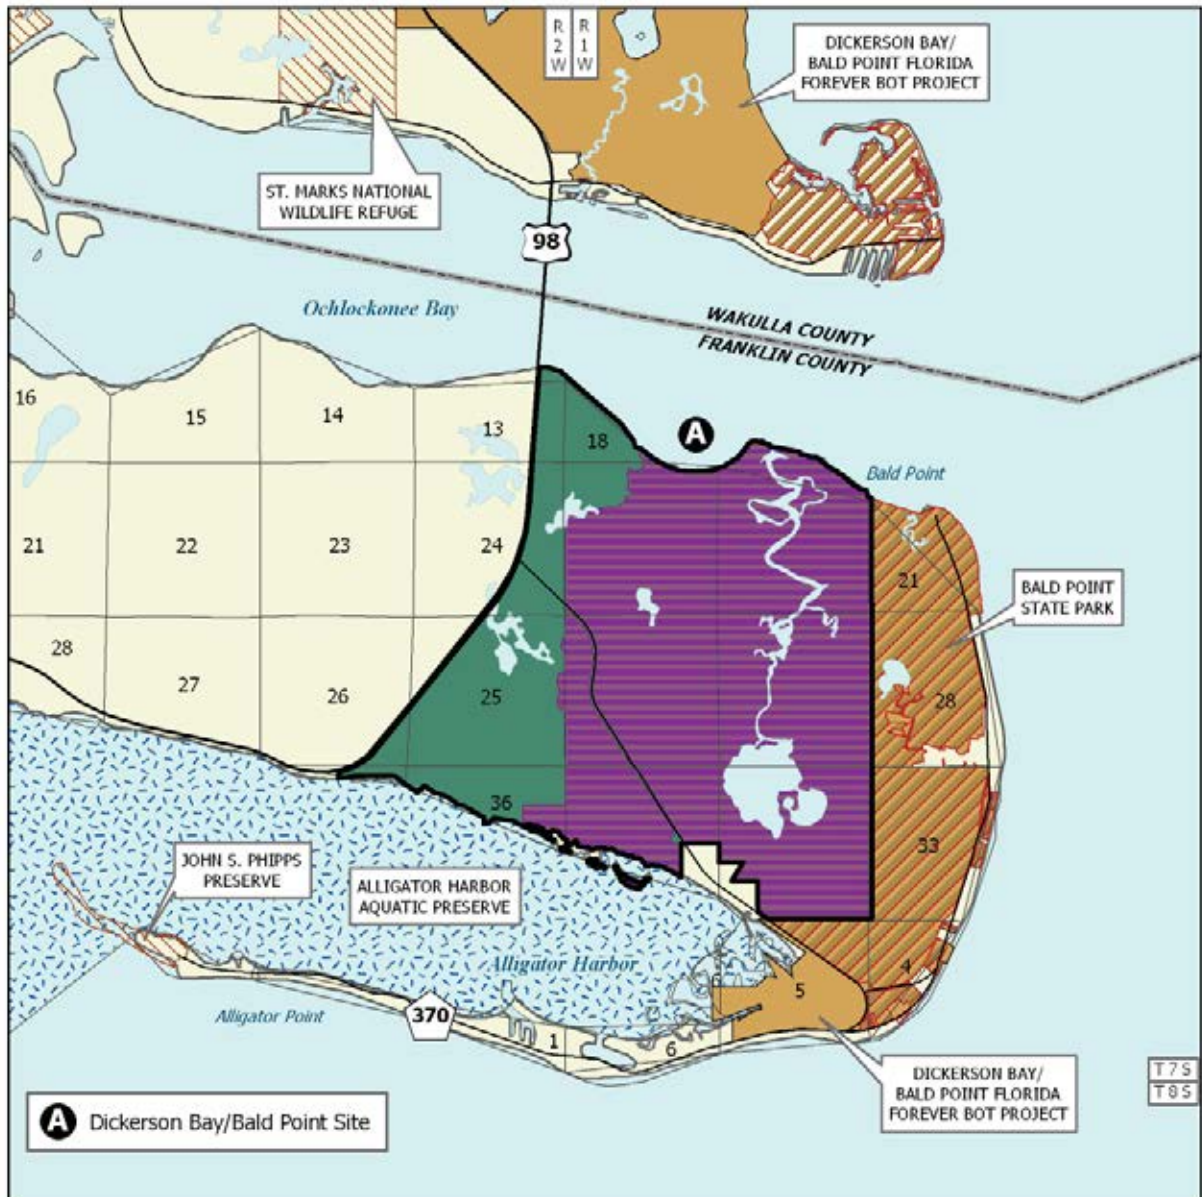 R
2
W
R
1
W
DICKERSON BAY/
BALD POINT FLORIDA
FOREVER BOT PROJECT
ST. MARKS NATIONAL
WILDLIFE REFUGE
98
Ochlockonee Bay
WAKULLA COUNTY
FRANKLIN COUNTY
16
15
14
13
18
A
Bald Point
21
22
23
24
21
BALD POINT
STATE PARK
28
27
26
25
28
36
33
JOHN S. PHIPPS
PRESERVE
ALLIGATOR HARBOR
AQUATIC PRESERVE
Alligator Harbor
6
5
4
Alligator Point
370
1
6
DICKERSON BAY/
BALD POINT FLORIDA
FOREVER BOT PROJECT
T7S
T8S
A Dickerson Bay/Bald Point Site